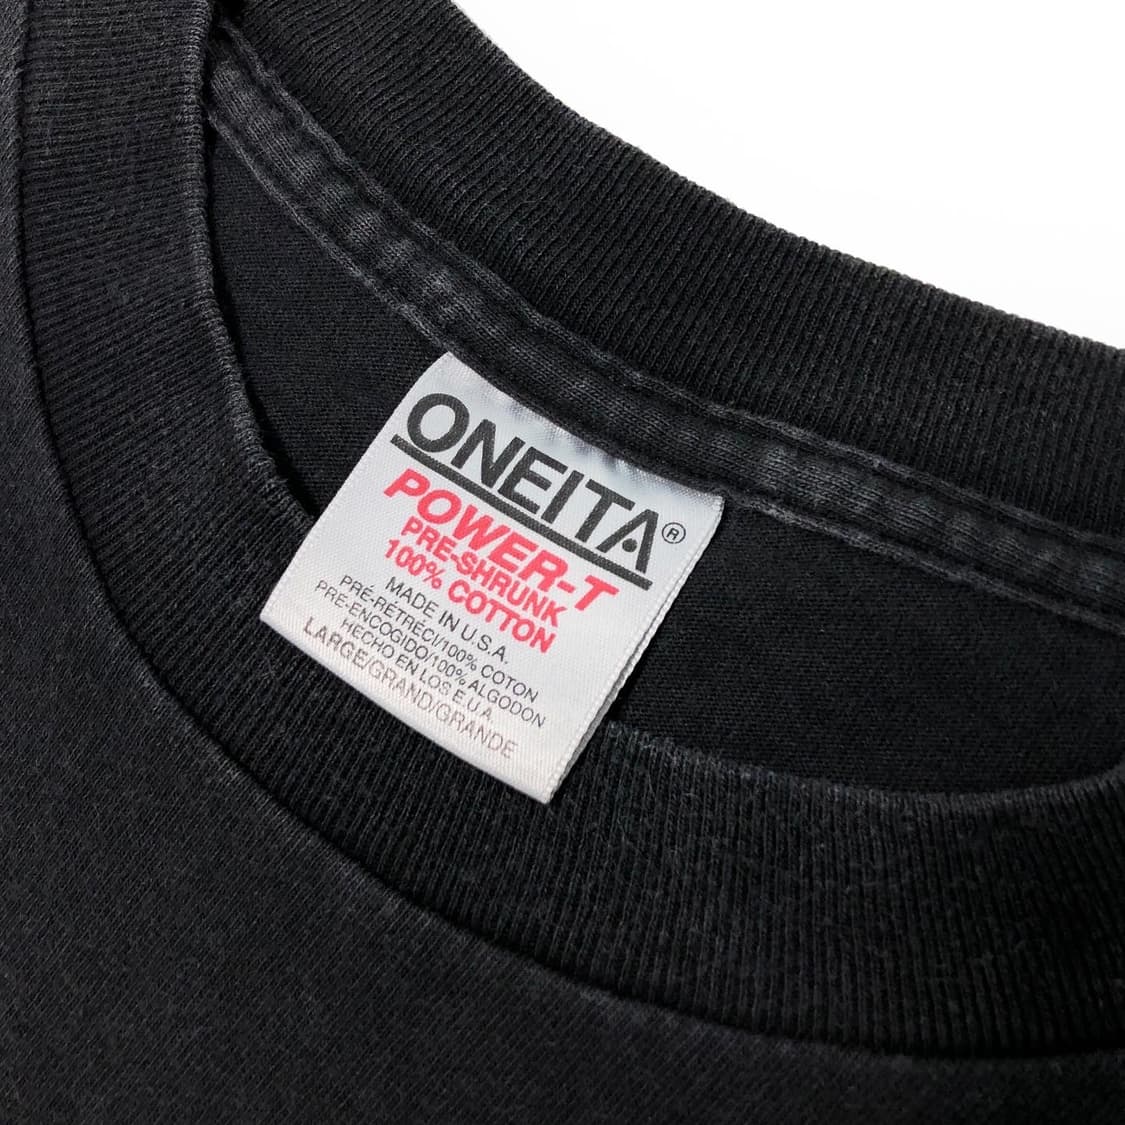 ONEITA®
POWER-T
PRE-SHRUNK
100% COTTON
MADE IN U.S.A.
PRÉ-RÉTRÉCI/100% COTON
PRE-ENCOGIDO/100% ALGODON
HECHO EN LOS E.U.A.
LARGE/GRAND/GRANDE